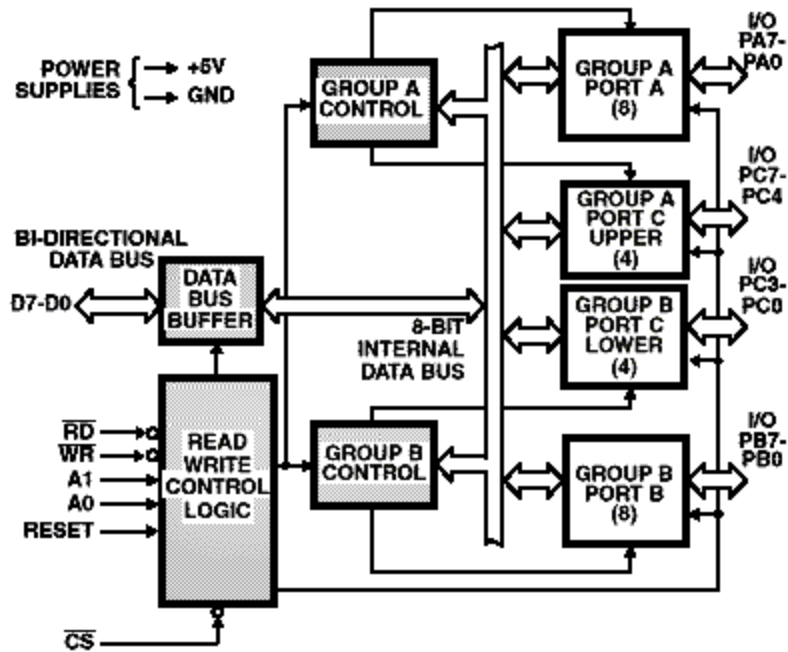 POWER
SUPPLIES
+5V
GND
GROUP A
CONTROL
GROUP A
PORT A
(8)
I/O
PA7-
PA0
GROUP A
PORT C
UPPER
(4)
I/O
PC7-
PC4
BI-DIRECTIONAL
DATA BUS
D7-D0
DATA
BUS
BUFFER
8-BIT
INTERNAL
DATA BUS
GROUP B
PORT C
LOWER
(4)
I/O
PC3-
PC0
RD
WR
A1
A0
RESET
READ
WRITE
CONTROL
LOGIC
GROUP B
CONTROL
GROUP B
PORT B
(8)
I/O
PB7-
PB0
CS